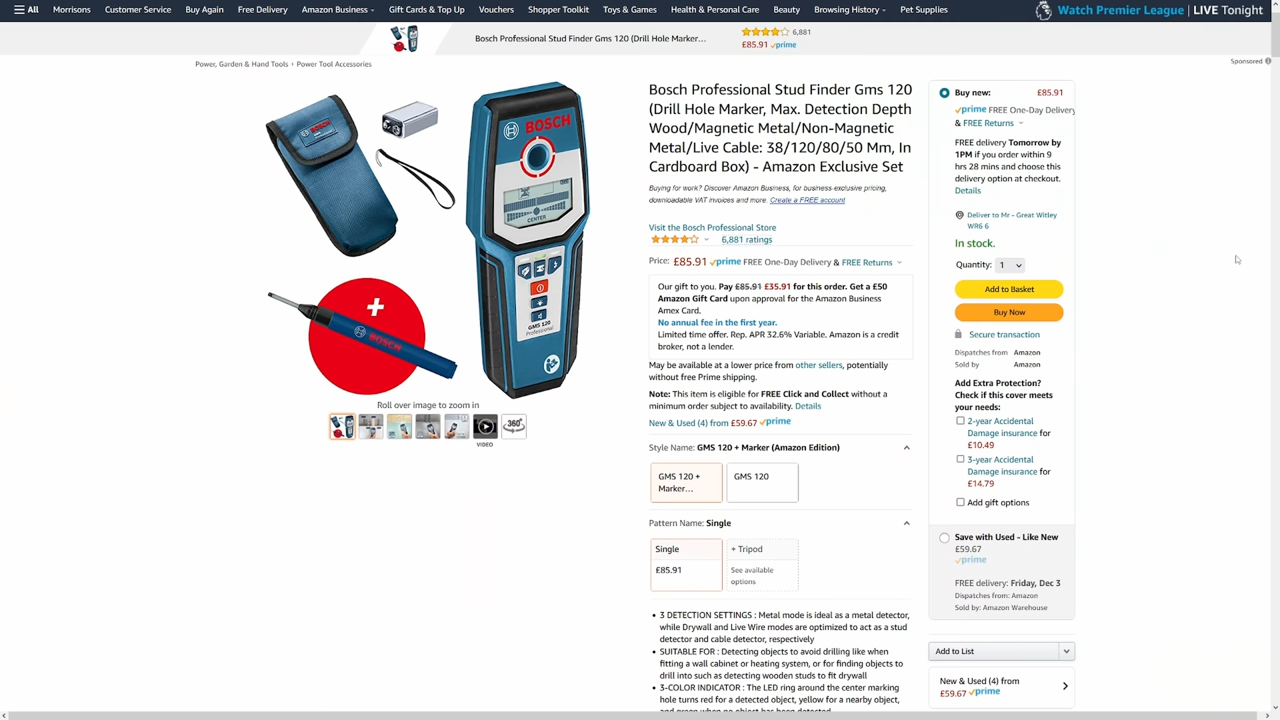 All Morrisons Customer Service Buy Again Free Delivery Amazon Business Gift Cards & Top Up Vouchers Shopper Toolkit Toys & Games Health & Personal Care Beauty Browsing History Pet Supplies Watch Premier League | LIVE Tonight
Bosch Professional Stud Finder Gms 120 (Drill Hole Marker... 6,881
£85.91 prime
Power, Garden & Hand Tools › Power Tool Accessories
Sponsored
Bosch Professional Stud Finder Gms 120
(Drill Hole Marker, Max. Detection Depth
Wood/Magnetic Metal/Non-Magnetic
Metal/Live Cable: 38/120/80/50 Mm, In
Cardboard Box) - Amazon Exclusive Set
Buying for work? Discover Amazon Business, for business-exclusive pricing,
downloadable VAT invoices and more. Create a FREE account
Visit the Bosch Professional Store
6,881 ratings
Price: £85.91 prime FREE One-Day Delivery & FREE Returns
Our gift to you. Pay £85.91 £35.91 for this order. Get a £50
Amazon Gift Card upon approval for the Amazon Business
Amex Card.
No annual fee in the first year.
Limited time offer. Rep. APR 32.6% Variable. Amazon is a credit
broker, not a lender.
May be available at a lower price from other sellers, potentially
without free Prime shipping.
Note: This item is eligible for FREE Click and Collect without a
minimum order subject to availability. Details
New & Used (4) from £59.67 prime
Style Name: GMS 120 + Marker (Amazon Edition)
GMS 120 +
Marker...
GMS 120
Pattern Name: Single
Single
£85.91
+ Tripod
See available
options
• 3 DETECTION SETTINGS : Metal mode is ideal as a metal detector,
while Drywall and Live Wire modes are optimized to act as a stud
detector and cable detector, respectively
• SUITABLE FOR : Detecting objects to avoid drilling like when
fitting a wall cabinet or heating system, or for finding objects to
drill into such as detecting wooden studs to fit drywall
• 3-COLOR INDICATOR : The LED ring around the center marking
hole turns red for a detected object, yellow for a nearby object,
and green when no object has been detected
BOSCH
BOSCH
CENTER
GMS 120
Professional
+
BOSCH
Roll over image to zoom in
360°
VIDEO
Buy new: £85.91
prime FREE One-Day Delivery
& FREE Returns
FREE delivery Tomorrow by
1PM if you order within 9
hrs 28 mins and choose this
delivery option at checkout.
Details
Deliver to Mr - Great Witley
WR6 6
In stock.
Quantity: 1
Add to Basket
Buy Now
Secure transaction
Dispatches from Amazon
Sold by Amazon
Add Extra Protection?
Check if this cover meets
your needs:
2-year Accidental
Damage insurance for
£10.49
3-year Accidental
Damage insurance for
£14.79
Add gift options
Save with Used - Like New
£59.67
prime
FREE delivery: Friday, Dec 3
Dispatches from: Amazon
Sold by: Amazon Warehouse
Add to List
New & Used (4) from
£59.67 prime